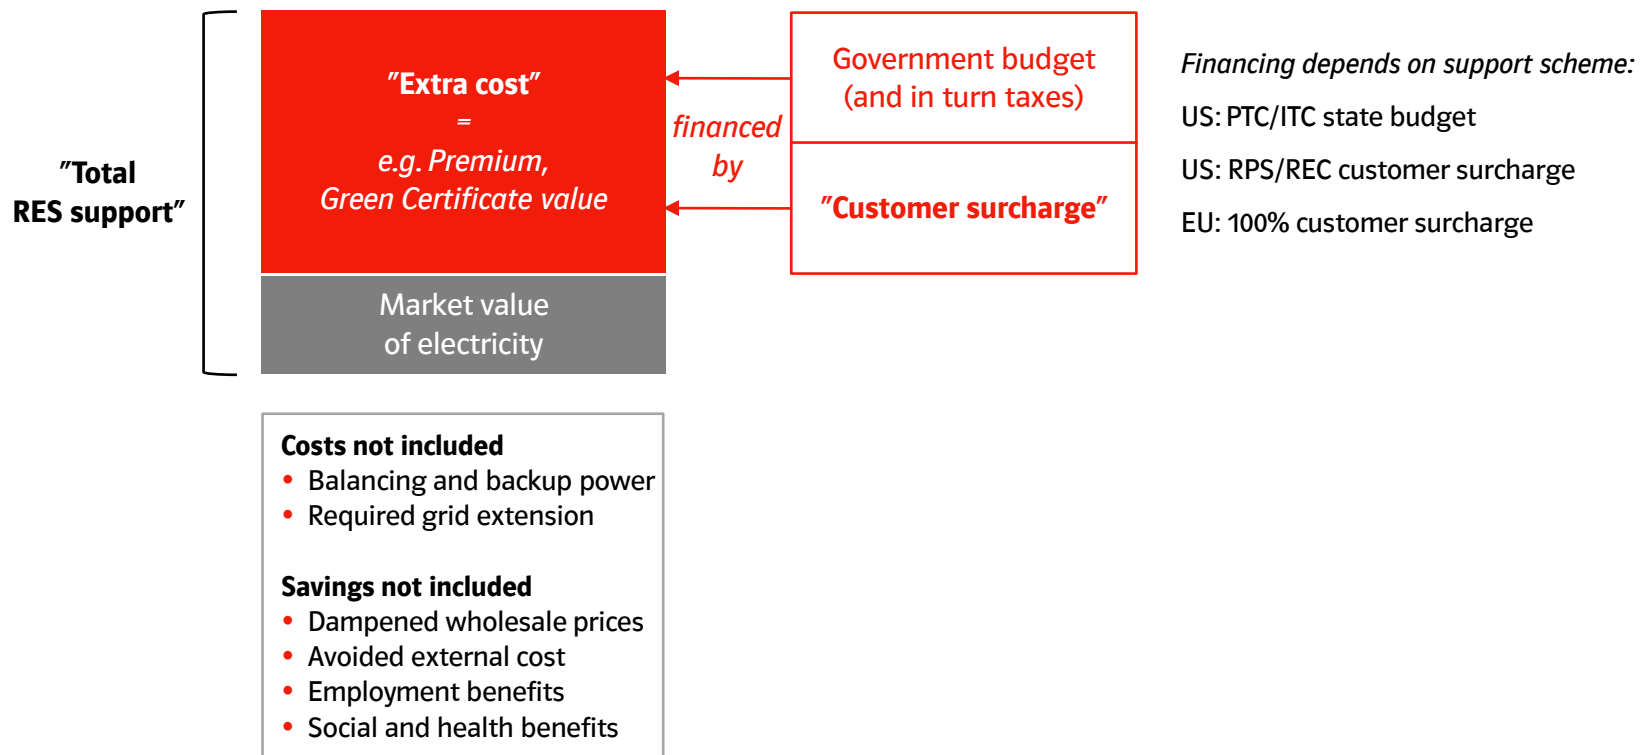 "Total
RES support"
"Extra cost"
=
e.g. Premium,
Green Certificate value
Market value
of electricity
financed
by
Government budget
(and in turn taxes)
"Customer surcharge"
Financing depends on support scheme:
US: PTC/ITC state budget
US: RPS/REC customer surcharge
EU: 100% customer surcharge
Costs not included
• Balancing and backup power
• Required grid extension
Savings not included
• Dampened wholesale prices
• Avoided external cost
• Employment benefits
• Social and health benefits